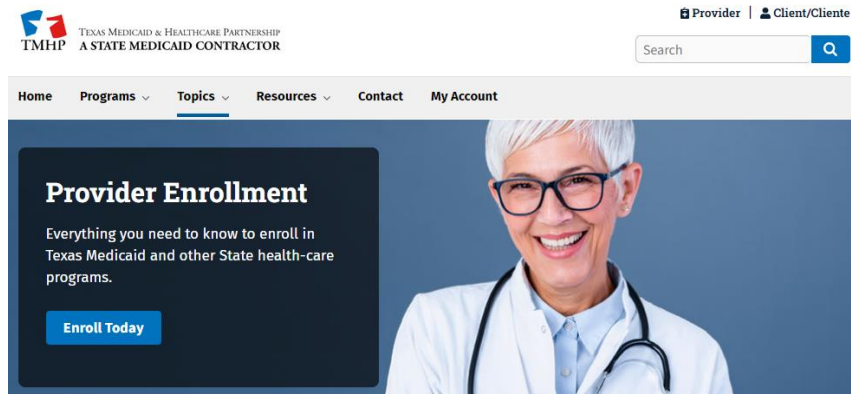 Provider | Client/Cliente
TMHP
TEXAS MEDICAID & HEALTHCARE PARTNERSHIP
A STATE MEDICAID CONTRACTOR
Search
Home Programs Topics Resources Contact My Account
Provider Enrollment
Everything you need to know to enroll in
Texas Medicaid and other State health-care
programs.
Enroll Today